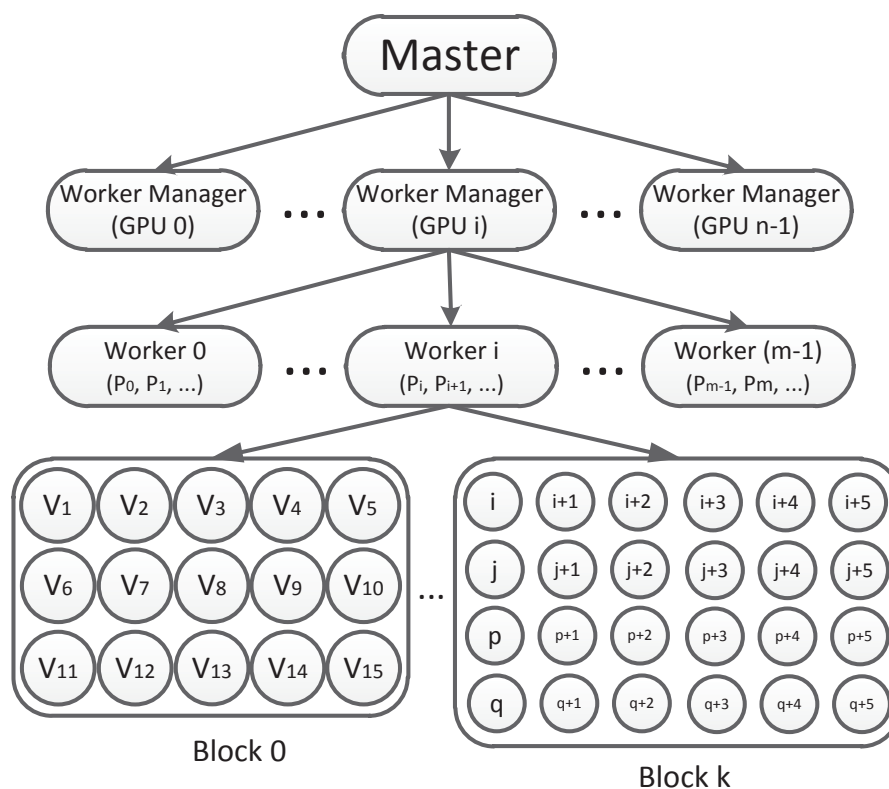 Master
Worker Manager
(GPU 0)
...
Worker Manager
(GPU i)
...
Worker Manager
(GPU n-1)
Worker 0
(P0, P1, ...)
...
Worker i
(Pi, Pi+1, ...)
...
Worker (m-1)
(Pm-1, Pm, ...)
V1 V2 V3 V4 V5
V6 V7 V8 V9 V10
V11 V12 V13 V14 V15
Block 0
...
i i+1 i+2 i+3 i+4 i+5
j j+1 j+2 j+3 j+4 j+5
p p+1 p+2 p+3 p+4 p+5
q q+1 q+2 q+3 q+4 q+5
Block k